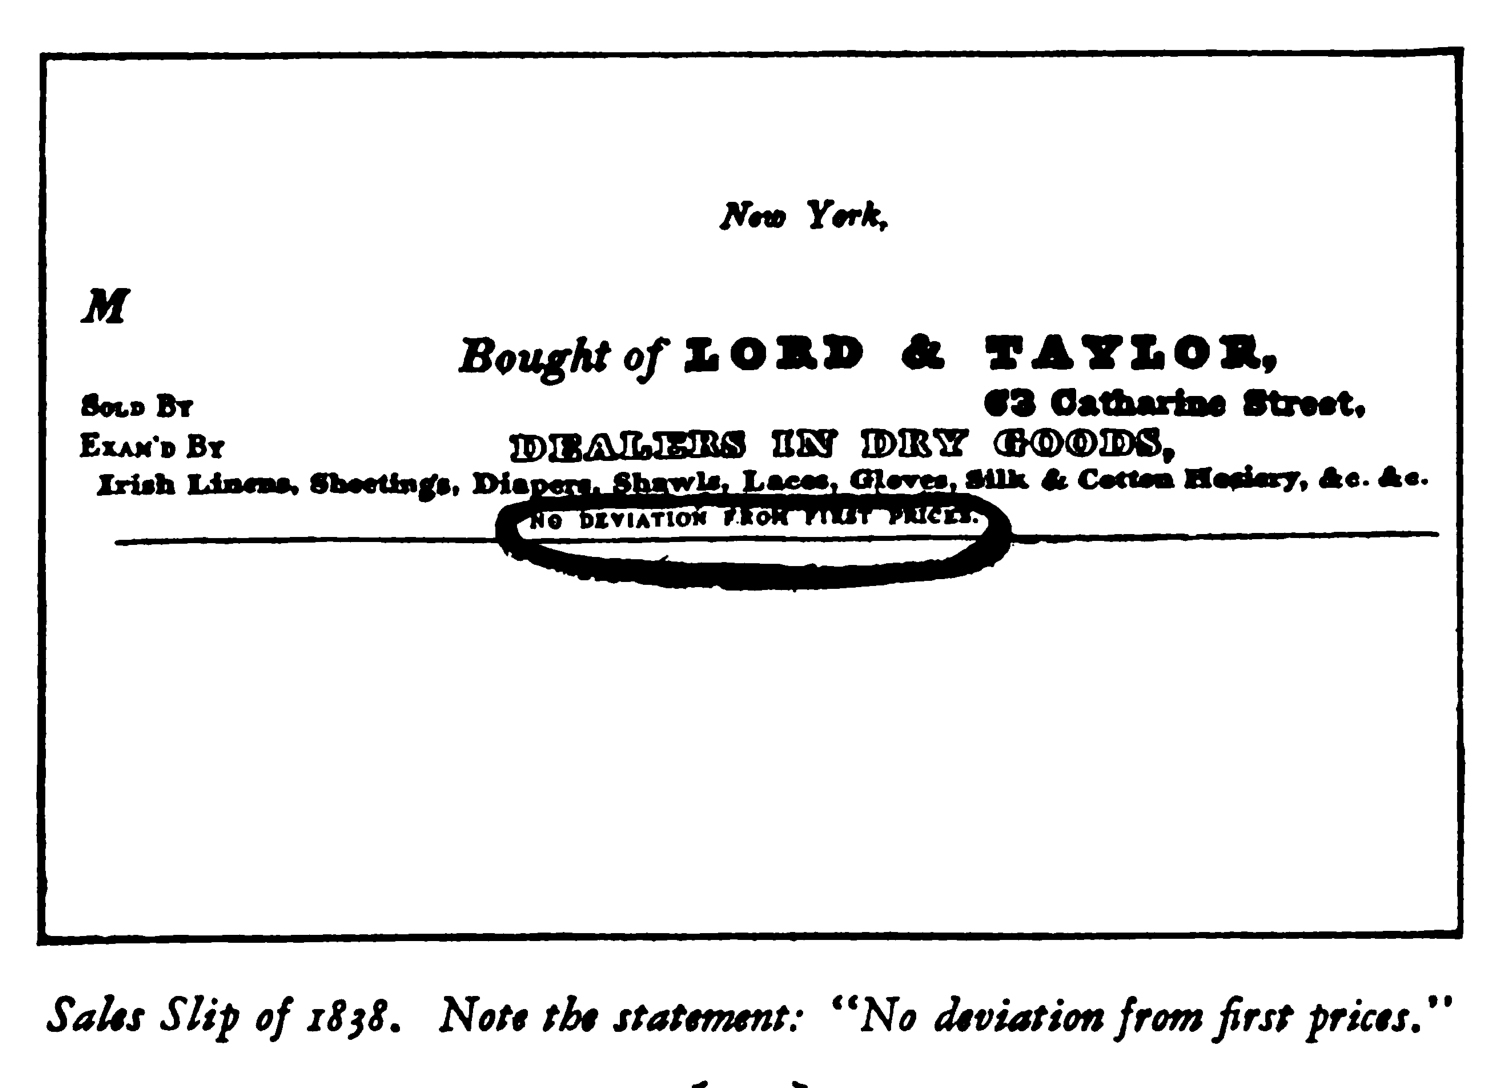 New York,
M
Bought of LORD & TAYLOR,
SOLD BY
63 Catharine Street,
EXAM'D BY
DEALERS IN DRY GOODS,
Irish Linens, Sheetings, Diapers, Shawls, Laces, Gloves, Silk & Cotton Hosiery, &c. &c.
NO DEVIATION FROM FIRST PRICES.
Sales Slip of 1838. Note the statement: “No deviation from first prices.”